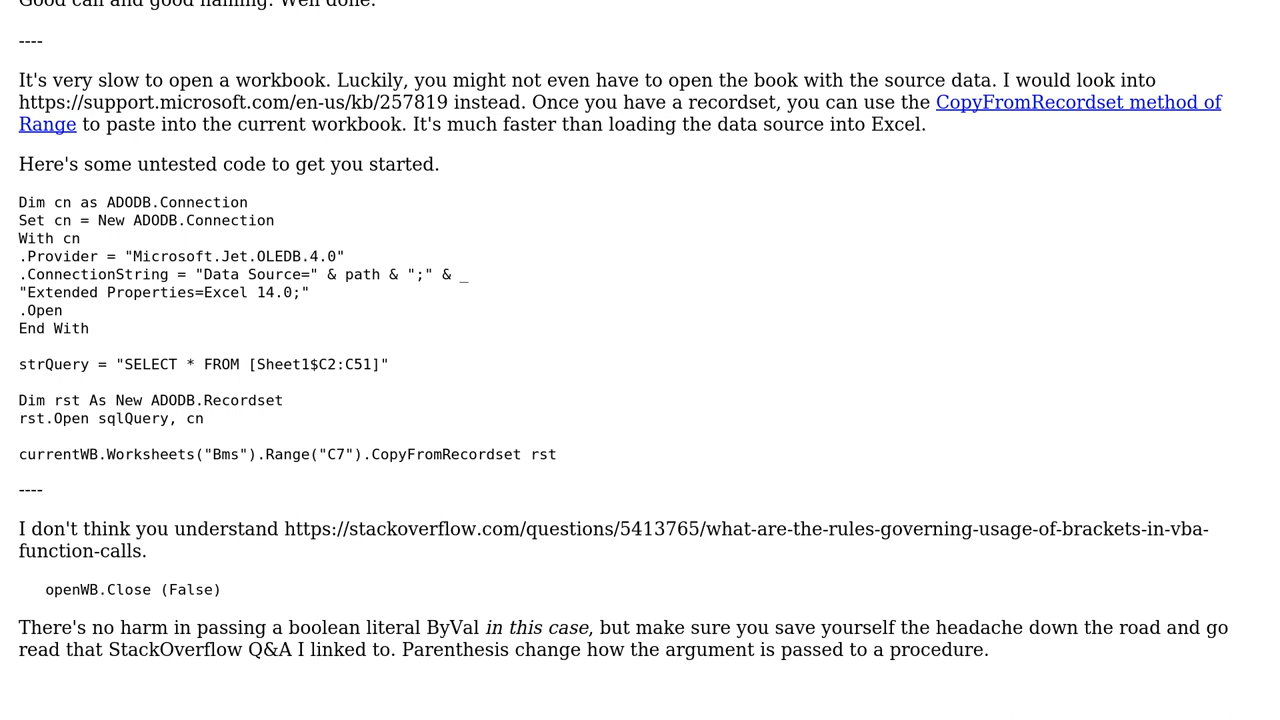 Good call and good naming. Well done.
----
It's very slow to open a workbook. Luckily, you might not even have to open the book with the source data. I would look into
https://support.microsoft.com/en-us/kb/257819 instead. Once you have a recordset, you can use the CopyFromRecordset method of
Range to paste into the current workbook. It's much faster than loading the data source into Excel.
Here's some untested code to get you started.
Dim cn as ADODB.Connection
Set cn = New ADODB.Connection
With cn
.Provider = "Microsoft.Jet.OLEDB.4.0"
.ConnectionString = "Data Source=" & path & ";" & _
"Extended Properties=Excel 14.0;"
.Open
End With
strQuery = "SELECT * FROM [Sheet1$C2:C51]"
Dim rst As New ADODB.Recordset
rst.Open sqlQuery, cn
currentWB.Worksheets("Bms").Range("C7").CopyFromRecordset rst
----
I don't think you understand https://stackoverflow.com/questions/5413765/what-are-the-rules-governing-usage-of-brackets-in-vba-
function-calls.
openWB.Close (False)
There's no harm in passing a boolean literal ByVal in this case, but make sure you save yourself the headache down the road and go
read that StackOverflow Q&A I linked to. Parenthesis change how the argument is passed to a procedure.